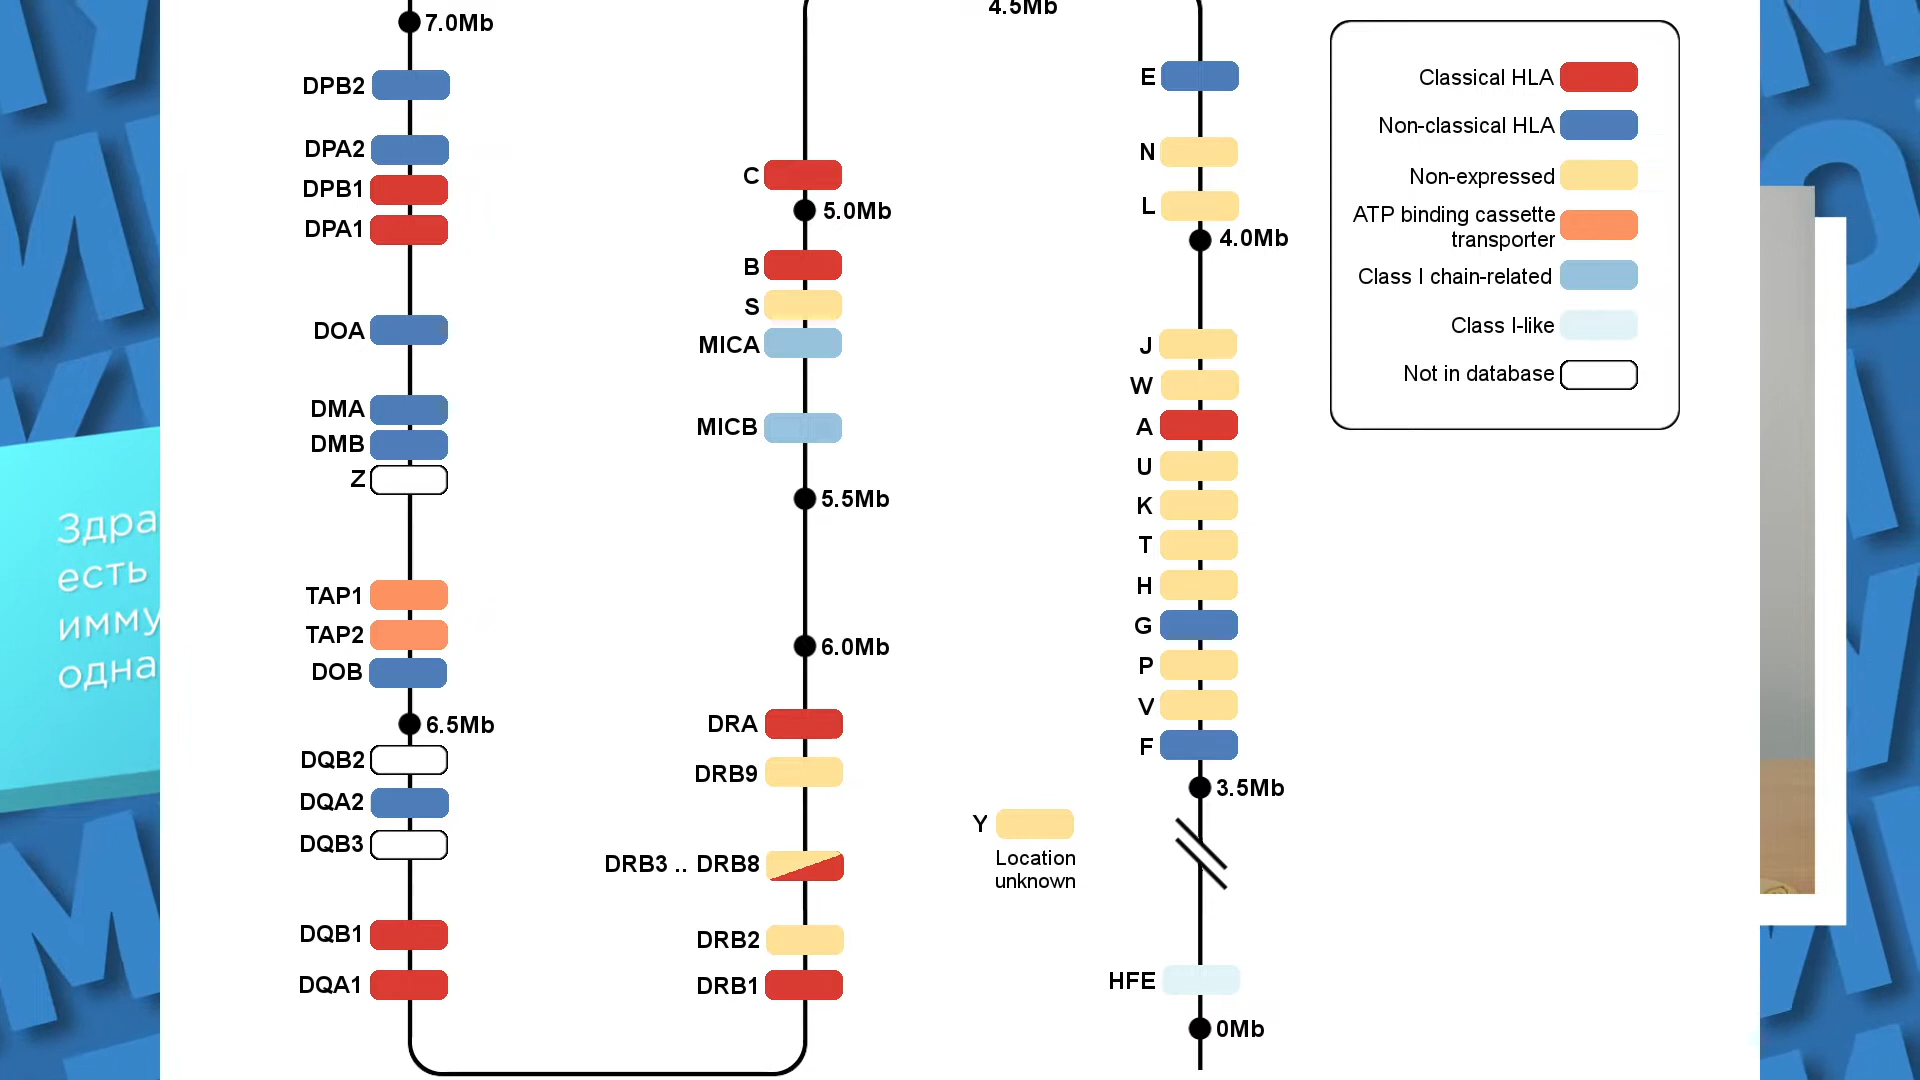 7.0Mb
DPB2
DPA2
DPB1
DPA1
DOA
DMA
DMB
Z
TAP1
TAP2
DOB
6.5Mb
DQB2
DQA2
DQB3
DQB1
DQA1
C
5.0Mb
B
S
MICA
MICB
5.5Mb
6.0Mb
DRA
DRB9
DRB3 .. DRB8
DRB2
DRB1
4.5Mb
E
N
L
4.0Mb
J
W
A
U
K
T
H
G
P
V
F
3.5Mb
Y
Location
unknown
HFE
0Mb
Classical HLA
Non-classical HLA
Non-expressed
ATP binding cassette
transporter
Class I chain-related
Class I-like
Not in database
Здра
есть
имму
одна